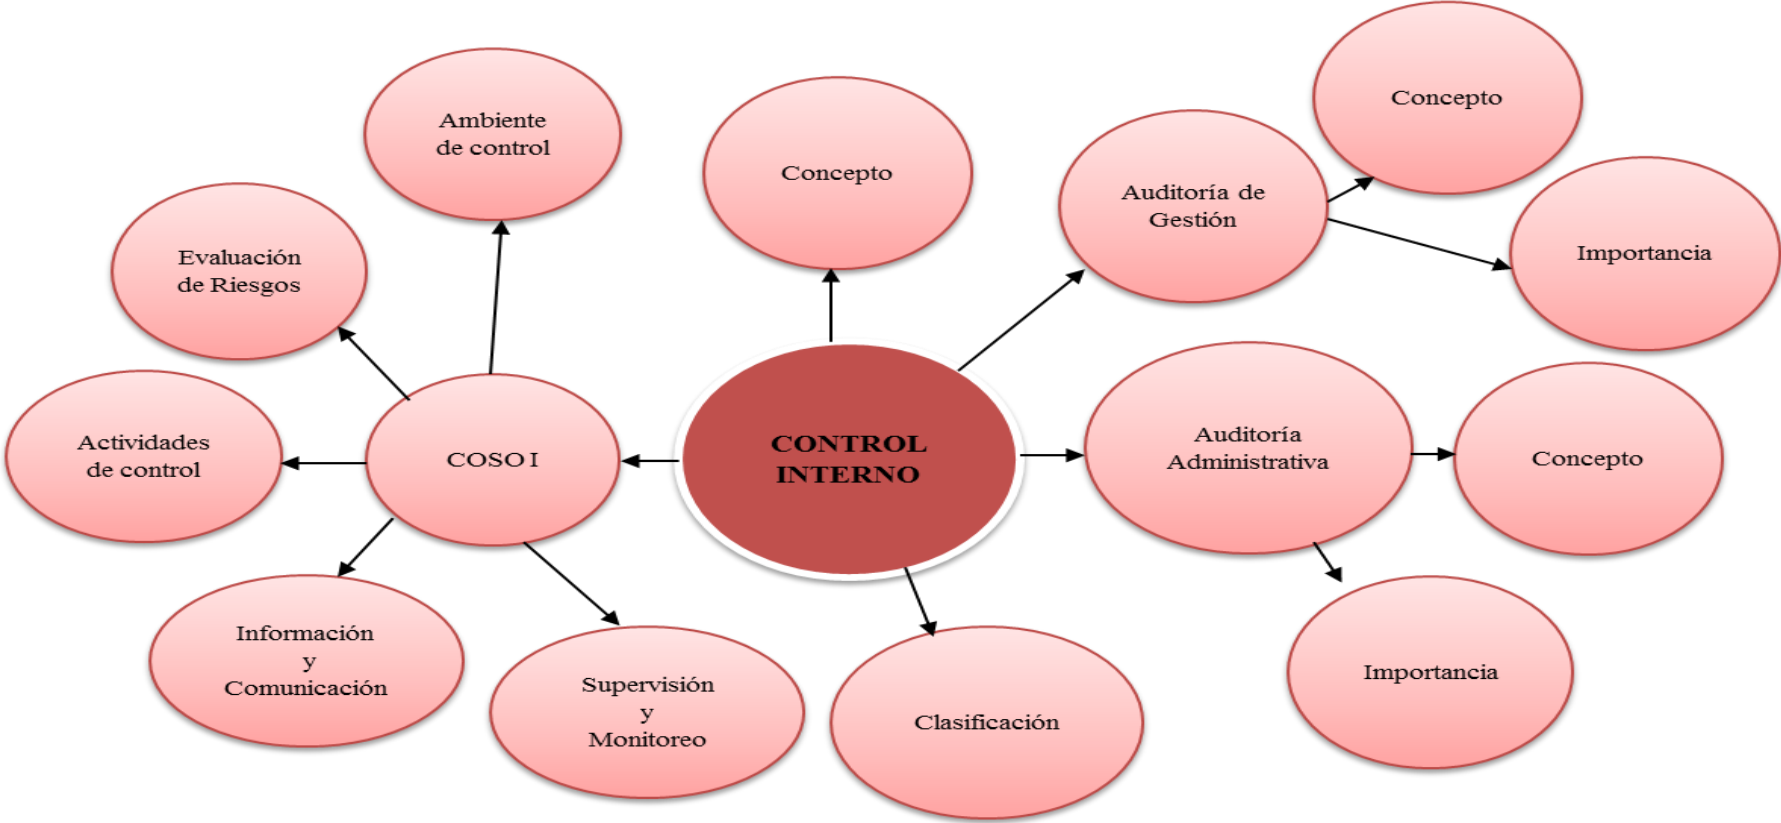 Concepto
Ambiente
de control
Concepto
Auditoría de
Gestión
Importancia
Evaluación
de Riesgos
Actividades
de control
COSO I
CONTROL
INTERNO
Auditoría
Administrativa
Concepto
Información
y
Comunicación
Supervisión
y
Monitoreo
Clasificación
Importancia